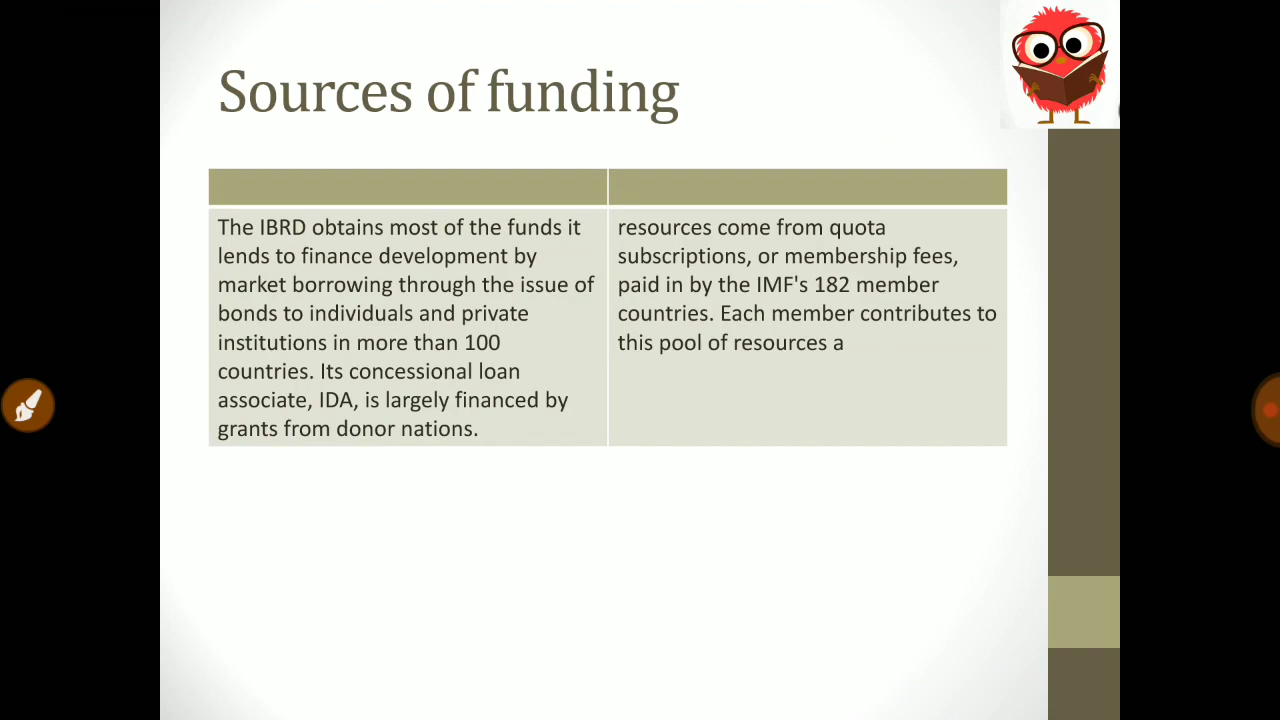 Sources of funding
The IBRD obtains most of the funds it
lends to finance development by
market borrowing through the issue of
bonds to individuals and private
institutions in more than 100
countries. Its concessional loan
associate, IDA, is largely financed by
grants from donor nations.
resources come from quota
subscriptions, or membership fees,
paid in by the IMF's 182 member
countries. Each member contributes to
this pool of resources a